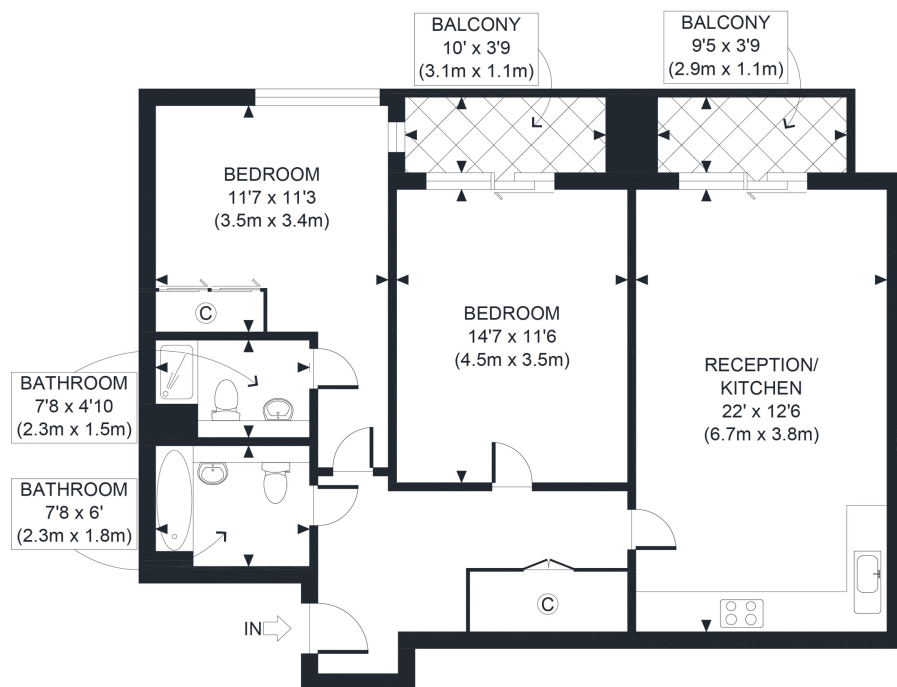 BALCONY
10' x 3'9
(3.1m x 1.1m)
BALCONY
9'5 x 3'9
(2.9m x 1.1m)
BEDROOM
11'7 x 11'3
(3.5m x 3.4m)
C
BEDROOM
14'7 x 11'6
(4.5m x 3.5m)
RECEPTION/
KITCHEN
22' x 12'6
(6.7m x 3.8m)
BATHROOM
7'8 x 4'10
(2.3m x 1.5m)
BATHROOM
7'8 x 6'
(2.3m x 1.8m)
C
IN